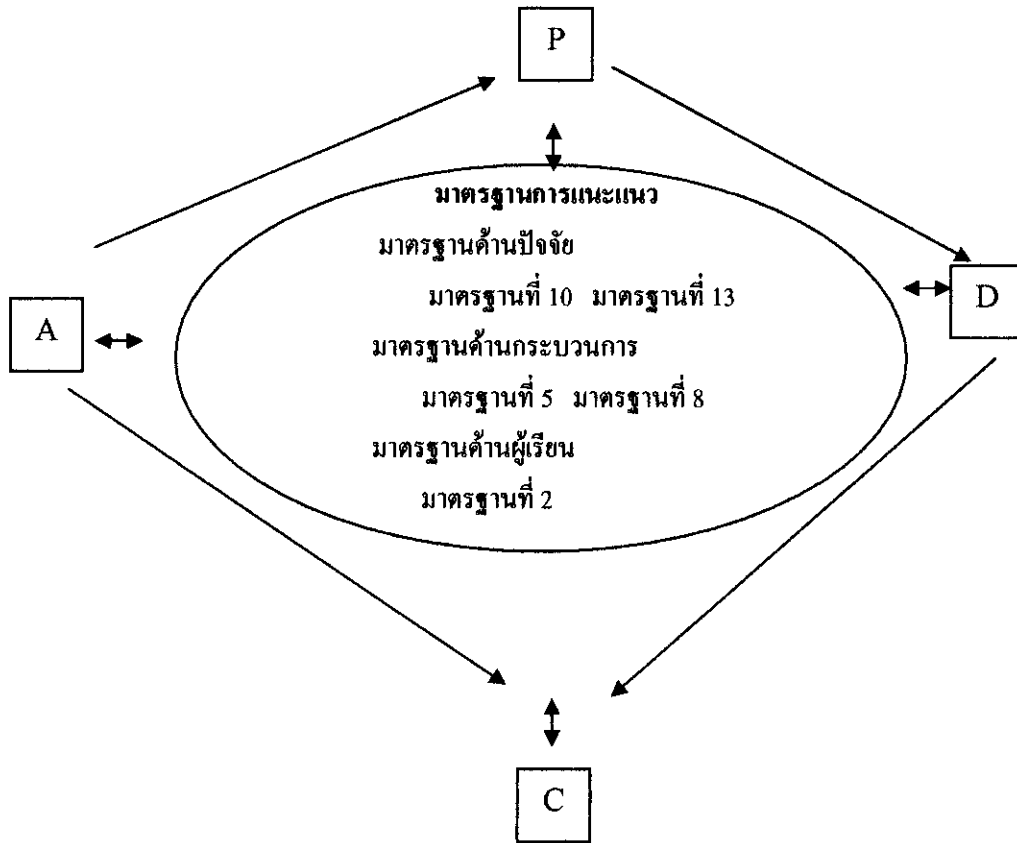 P
มาตรฐานการแนะแนว
มาตรฐานด้านปัจจัย
มาตรฐานที่ 10 มาตรฐานที่ 13
D
A
มาตรฐานด้านกระบวนการ
มาตรฐานที่ 5 มาตรฐานที่ 8
มาตรฐานด้านผู้เรียน
มาตรฐานที่ 2
C